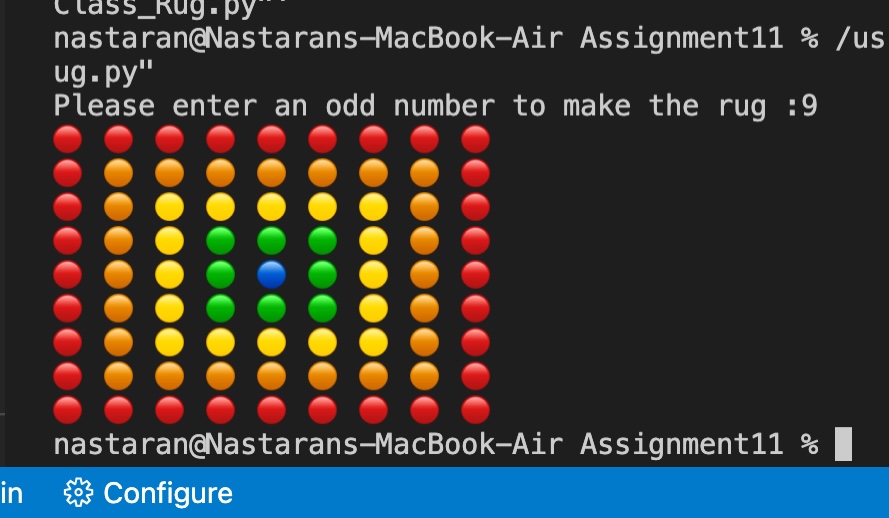 Class_Rug.py"'
nastaran@Nastarans-MacBook-Air Assignment11 % /us
ug.py"
Please enter an odd number to make the rug :9
nastaran@Nastarans-MacBook-Air Assignment11 %
in Configure